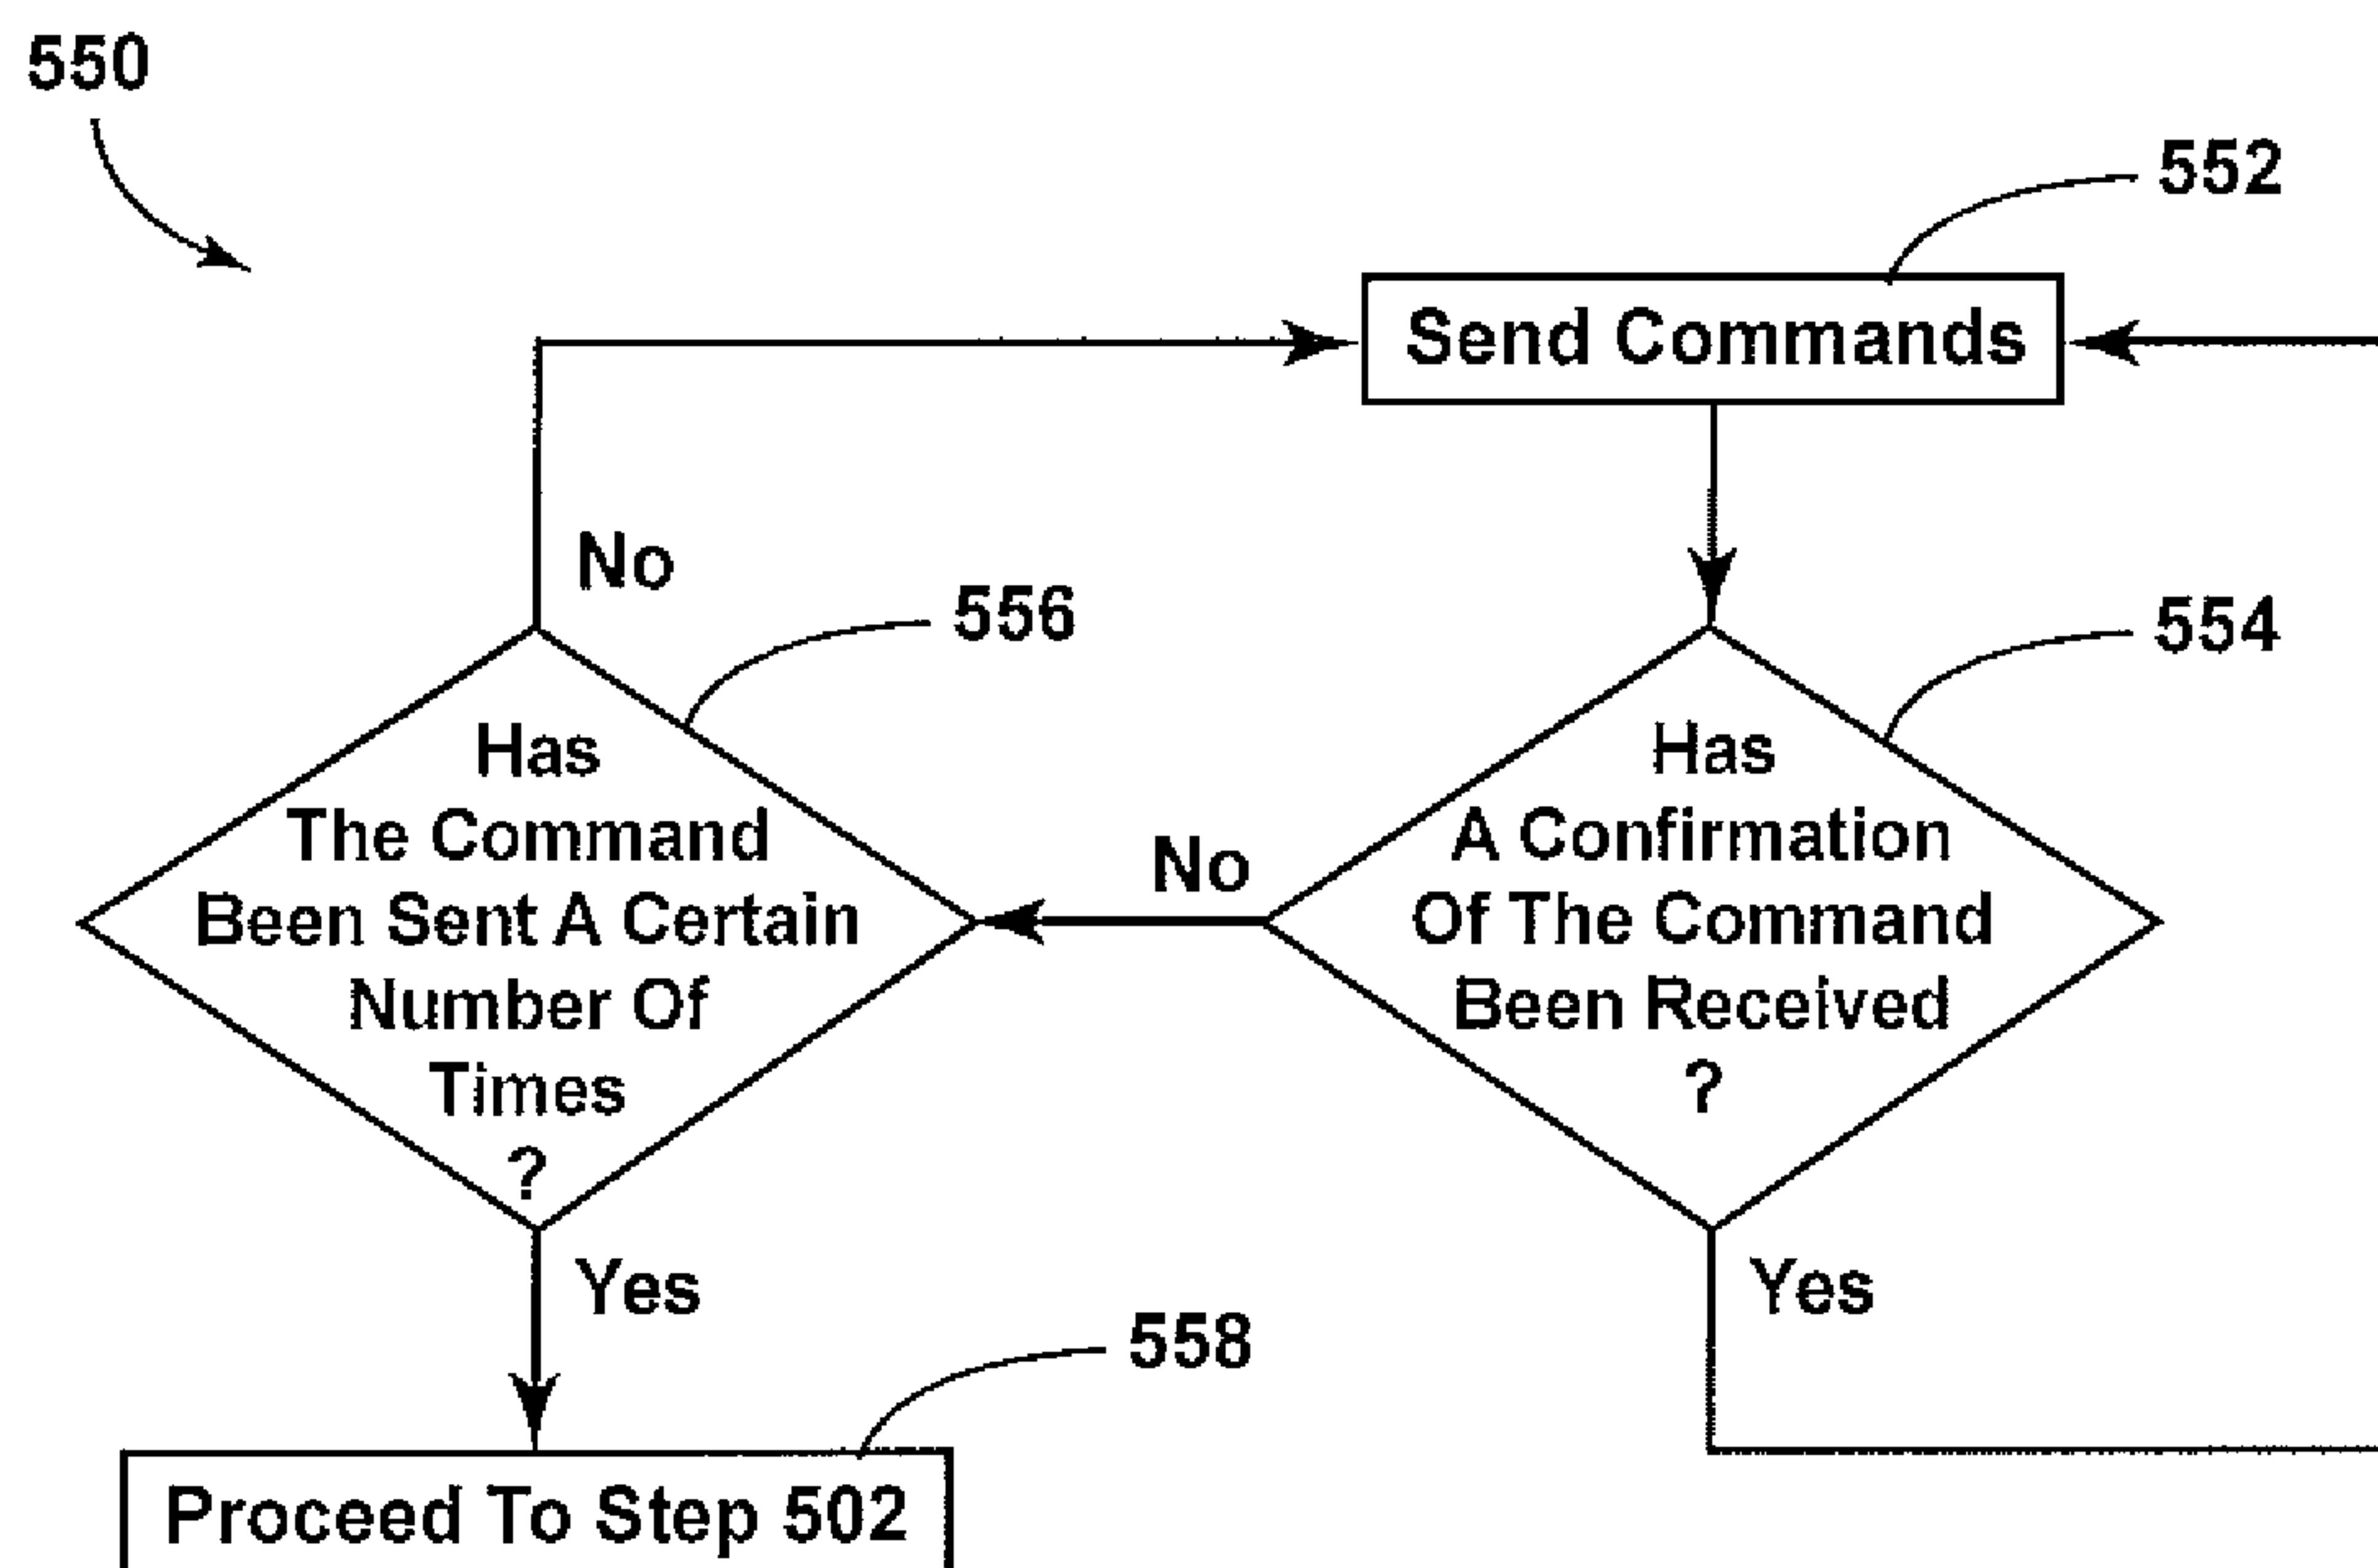 550
552
Send Commands
No
556
554
Has
The Command
Been Sent A Certain
Number Of
Times
?
No
Has
A Confirmation
Of The Command
Been Received
?
Yes
Yes
558
Proceed To Step 502